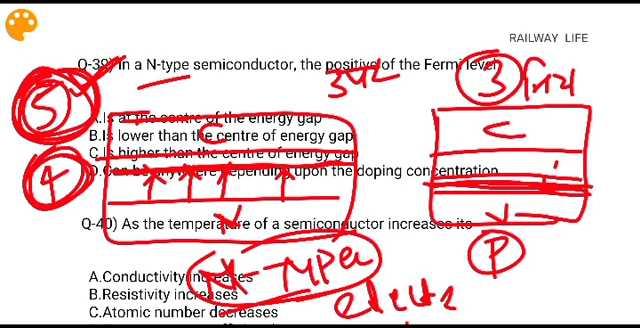 RAILWAY LIFE
Q-39) In a N-type semiconductor, the positive of the Fermi level
3
5
A.Is at the centre of the energy gap
C
C
B.Is lower than the centre of energy gap
C.Is higher than the centre of energy gap
4
D.Can be anywhere depending upon the doping concentration
V
V
Q-40) As the temperature of a semiconductor increases its
P
A.Conductivity increases
B.Resistivity increases
C.Atomic number decreases